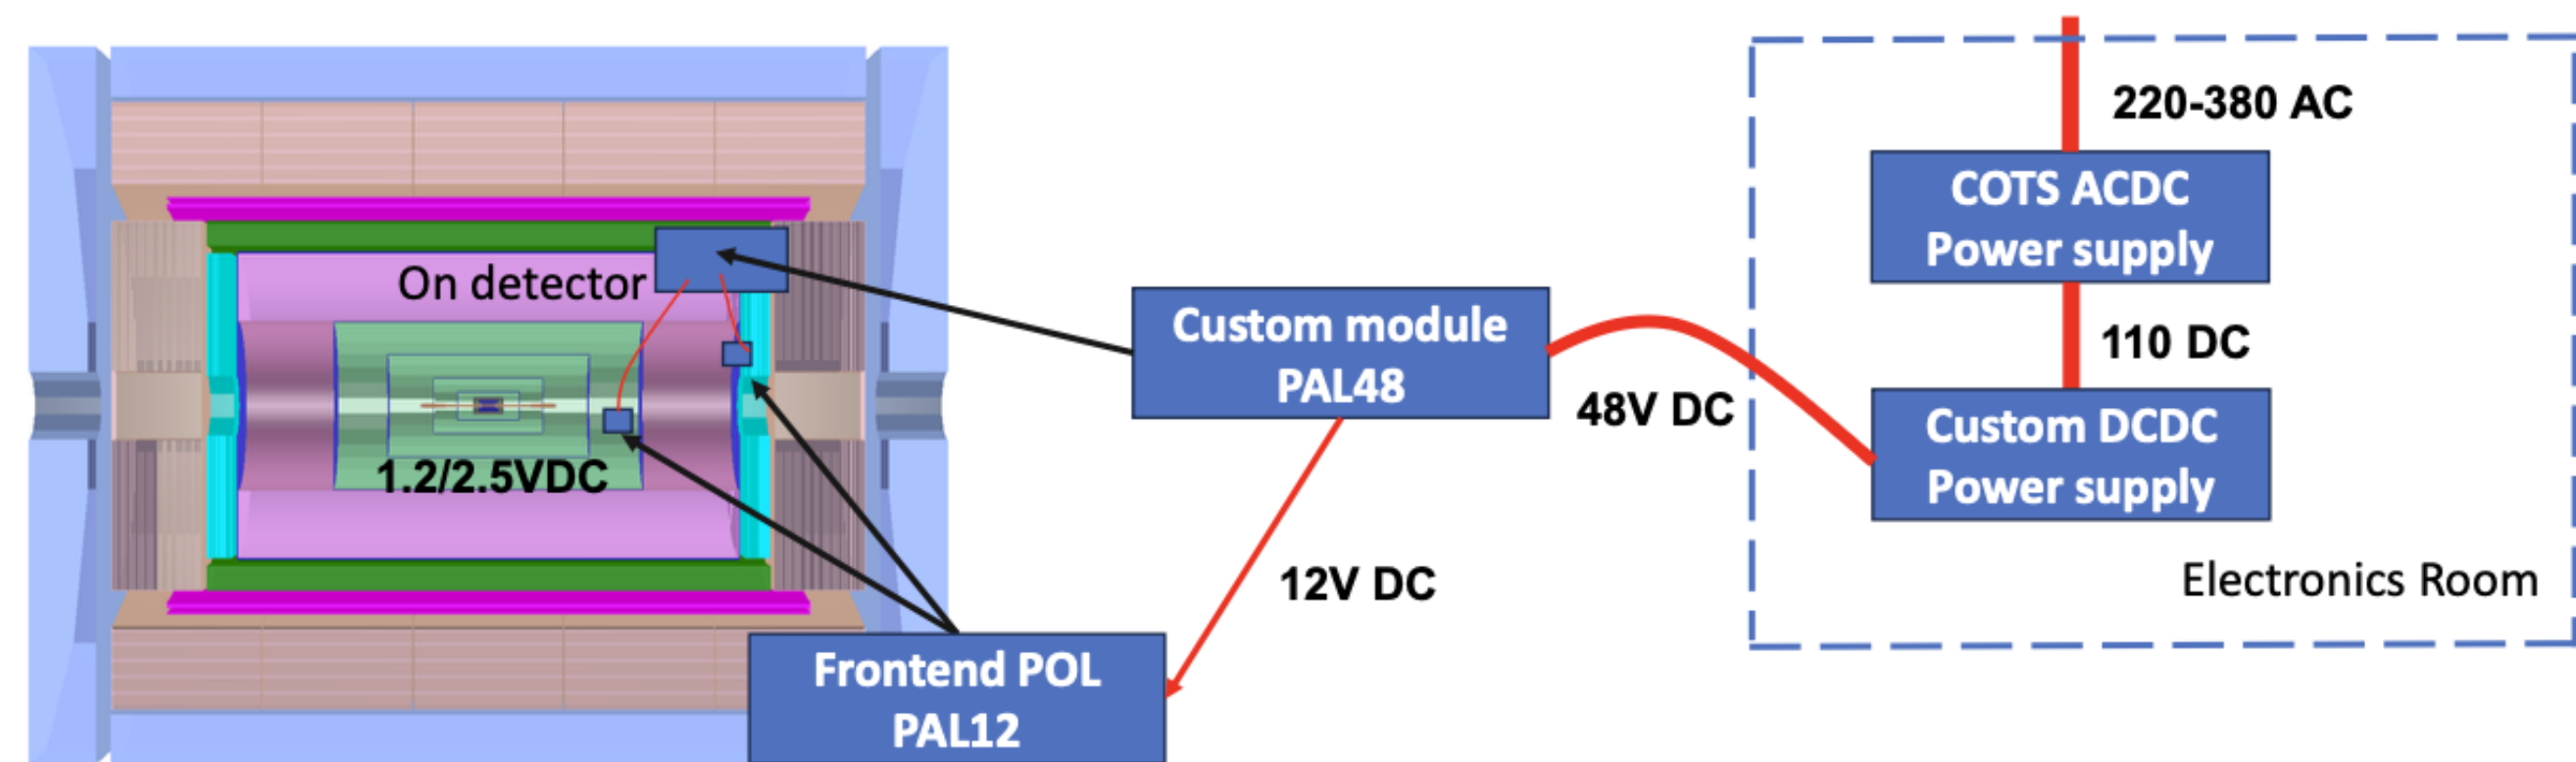 220-380 AC
COTS ACDC
Power supply
110 DC
Custom DCDC
Power supply
Electronics Room
48V DC
Custom module
PAL48
12V DC
On detector
1.2/2.5VDC
Frontend POL
PAL12